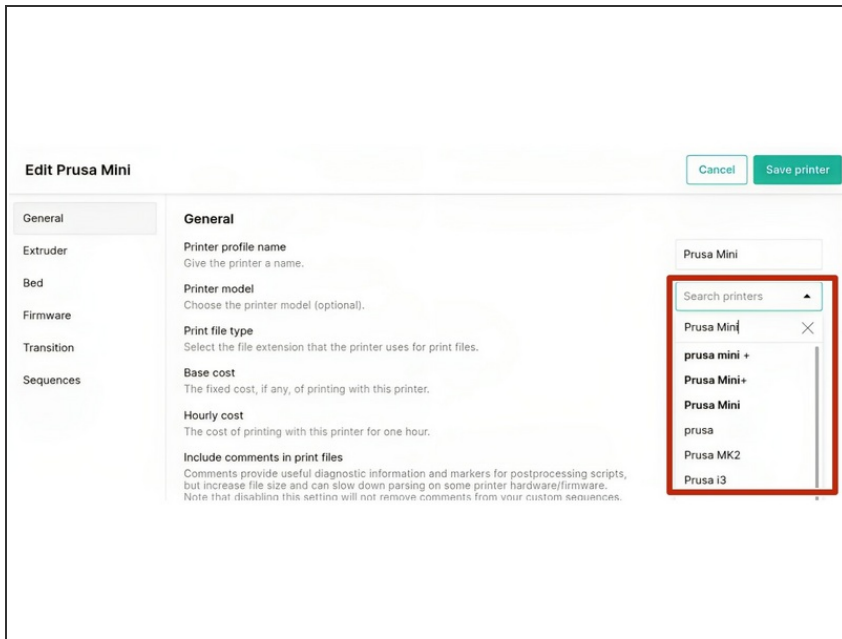 Edit Prusa Mini
Cancel
Save printer
General
Extruder
Bed
Firmware
Transition
Sequences
General
Printer profile name
Give the printer a name.
Prusa Mini
Printer model
Choose the printer model (optional).
Search printers
Print file type
Select the file extension that the printer uses for print files.
Base cost
The fixed cost, if any, of printing with this printer.
Hourly cost
The cost of printing with this printer for one hour.
Include comments in print files
Comments provide useful diagnostic information and markers for postprocessing scripts,
but increase file size and can slow down parsing on some printer hardware/firmware.
Note that disabling this setting will not remove comments from your custom sequences.
Prusa Mini
prusa mini +
Prusa Mini+
Prusa Mini
prusa
Prusa MK2
Prusa i3